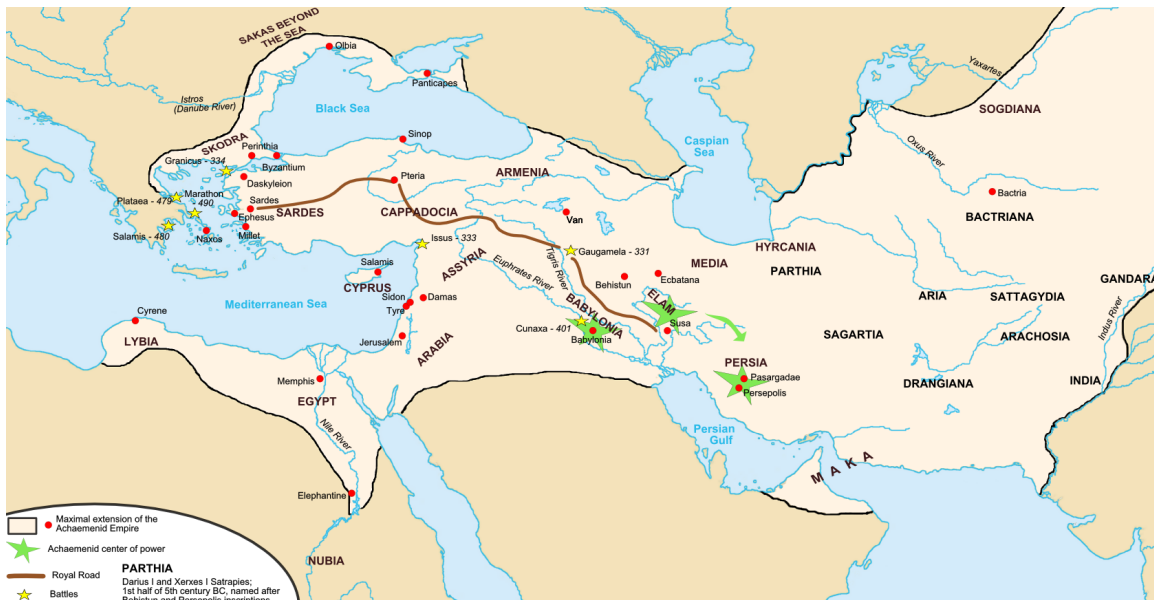 SAKAS BEYOND
THE SEA
Olbia
Panticapes
Istros
(Danube River)
Black Sea
Caspian
Sea
Yaxartes
SOGDIANA
Oxus River
SKODRA
Perinthia
Byzantium
Sinop
Granicus - 334
Daskyleion
Pteria
ARMENIA
Bactria
BACTRIANA
Marathon
- 490
Plataea - 479
Sardes
Ephesus
SARDES
CAPPADOCIA
Van
Salamis - 480
Naxos
Millet
Issus - 333
Gaugamela - 331
HYRCANIA
MEDIA
PARTHIA
ASSYRIA
Tigris River
Euphrates River
Behistun
Ecbatana
GANDARA
Salamis
CYPRUS
Mediterranean Sea
Sidon
Tyre
Damas
BABYLONIA
ELAM
ARIA
SATTAGYDIA
Indus River
Cyrene
LYBIA
Jerusalem
ARABIA
Cunaxa - 401
Babylonia
Susa
SAGARTIA
ARACHOSIA
PERSIA
Pasargadae
Persepolis
DRANGIANA
INDIA
Memphis
EGYPT
Nile River
Persian
Gulf
MAKA
Elephantine
NUBIA
Maximal extension of the
Achaemenid Empire
Achaemenid center of power
Royal Road
Battles
PARTHIA
Darius I and Xerxes I Satrapies;
1st half of 5th century BC, named after
Behistun and Persepolis inscriptions